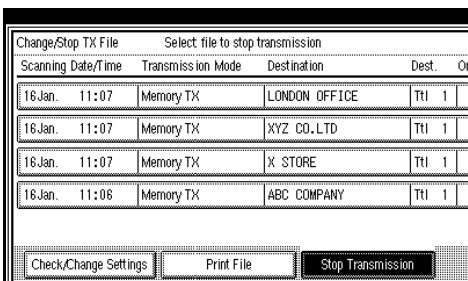 Change/Stop TX File Select file to stop transmission
Scanning Date/Time Transmission Mode Destination Dest.
16Jan. 11:07 Memory TX LONDON OFFICE Ttl 1
16Jan. 11:07 Memory TX XYZ CO.LTD Ttl 1
16Jan. 11:07 Memory TX X STORE Ttl 1
16Jan. 11:06 Memory TX ABC COMPANY Ttl 1
Check/Change Settings Print File Stop Transmission